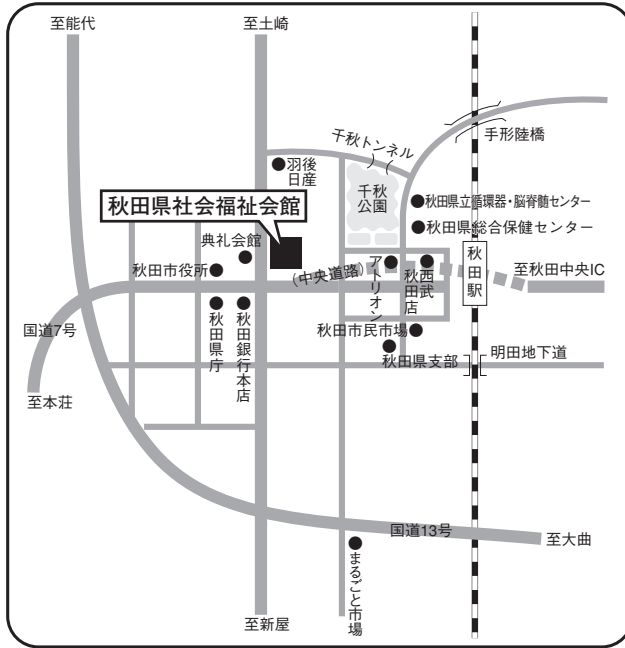 至能代
至土崎
手形陸橋
千秋トンネル
羽後
日産
千秋
公園
秋田県立循環器・脳脊髄センター
秋田県総合保健センター
秋田県社会福祉会館
典礼会館
秋田市役所
(中央道路)
アトリオン
西武
秋田店
秋田駅
至秋田中央IC
国道7号
秋田県庁
秋田銀行本店
秋田市民市場
秋田県支部
明田地下道
至本荘
国道13号
至大曲
まるごと市場
至新屋